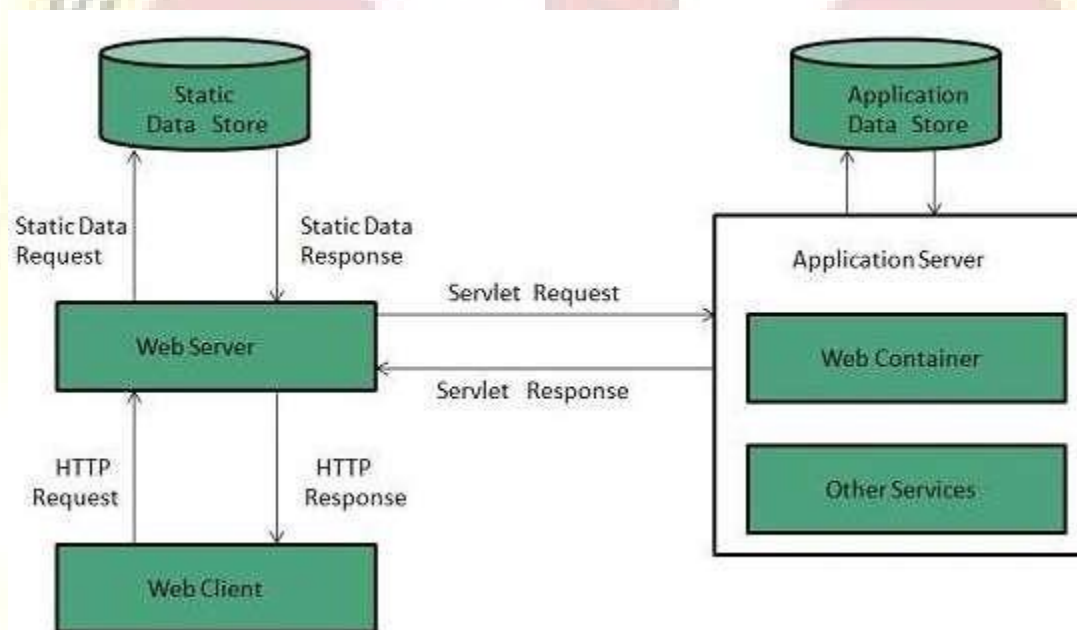 Static
Data Store
Application
Data Store
Static Data
Request
Static Data
Response
Application Server
Servlet Request
Web Server
Web Container
Servlet Response
HTTP
Request
HTTP
Response
Other Services
Web Client